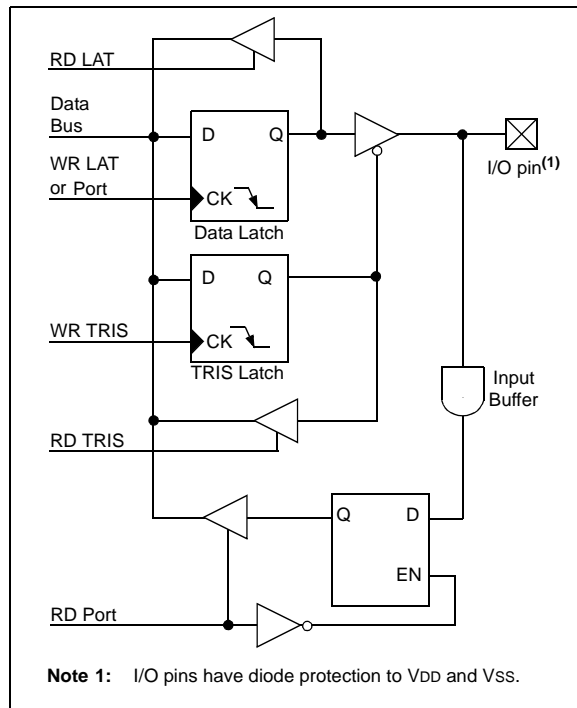 RD LAT
Data
Bus
D Q
WR LAT
or Port
CK
Data Latch
I/O pin(1)
D Q
WR TRIS
CK
TRIS Latch
Input
Buffer
RD TRIS
Q D
EN
RD Port
Note 1: I/O pins have diode protection to VDD and VSS.